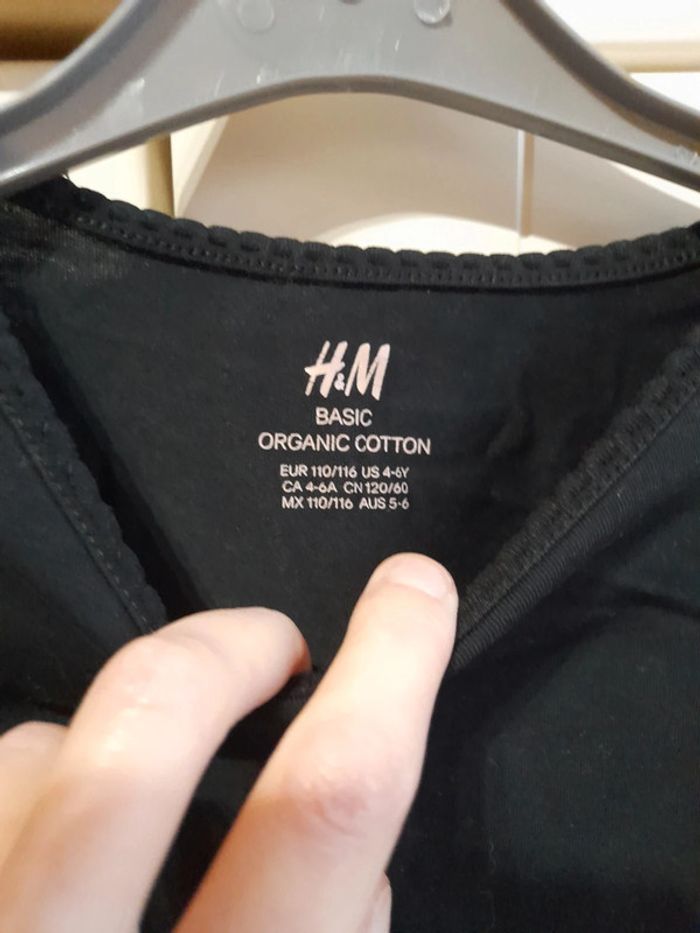 H&M
BASIC
ORGANIC COTTON
EUR 110/116 US 4-6Y
CA 4-6A CN 120/60
MX 110/116 AUS 5-6